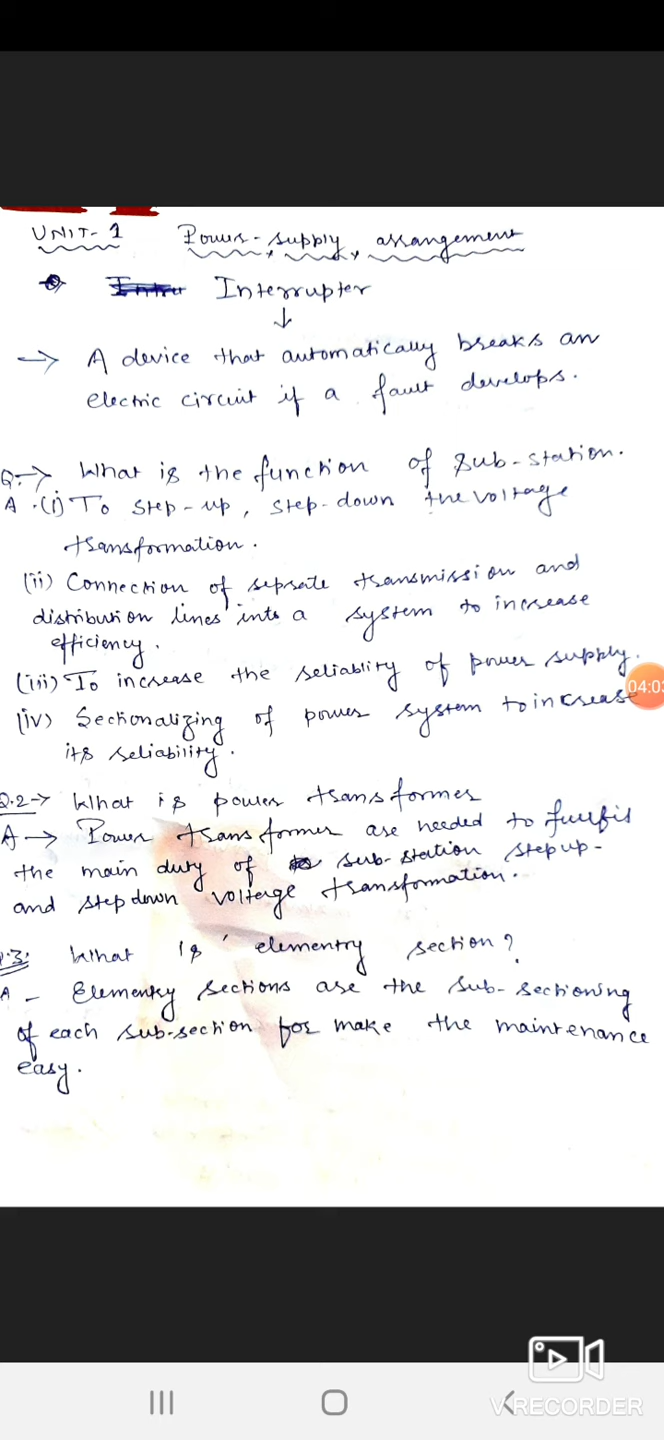 UNIT-1 Power-supply, arrangement
Interrupter
A device that automatically breaks an
electric circuit if a fault develops.
Q. What is the function of Sub-station.
A. (i) To step-up, step-down the voltage
transformation.
(ii) Connection of seprate transmission and
distribution lines into a system to increase
efficiency.
(iii) To increase the reliablity of power supply.
04:03
(iv) Sectionalizing of power system to increase
its reliability.
Q.2 → What is power transformer
A → Power transformer are needed to
the main duty of sub-station step up-
and step down voltage transformation.
Q.3: What is elementry section?
A - Elementry sections are the sub-sectioning
of each sub-section for make the maintenance
easy.
V RECORDER